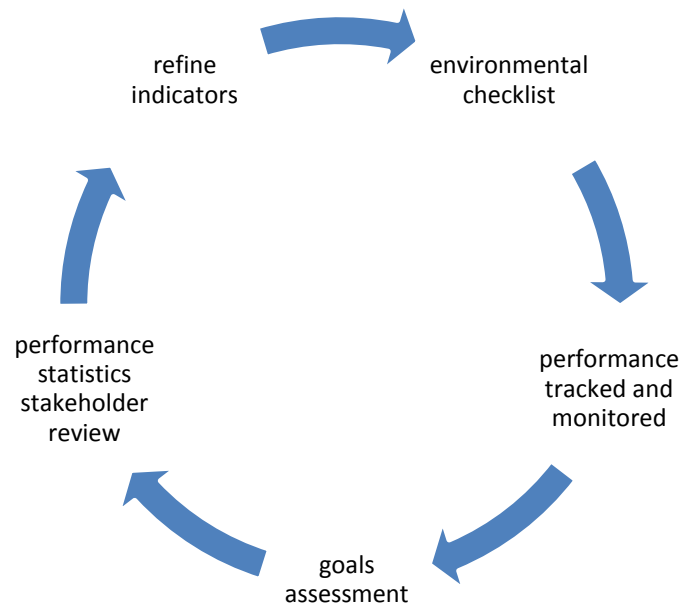 refine
indicators
environmental
checklist
performance
tracked and
monitored
goals
assessment
performance
statistics
stakeholder
review